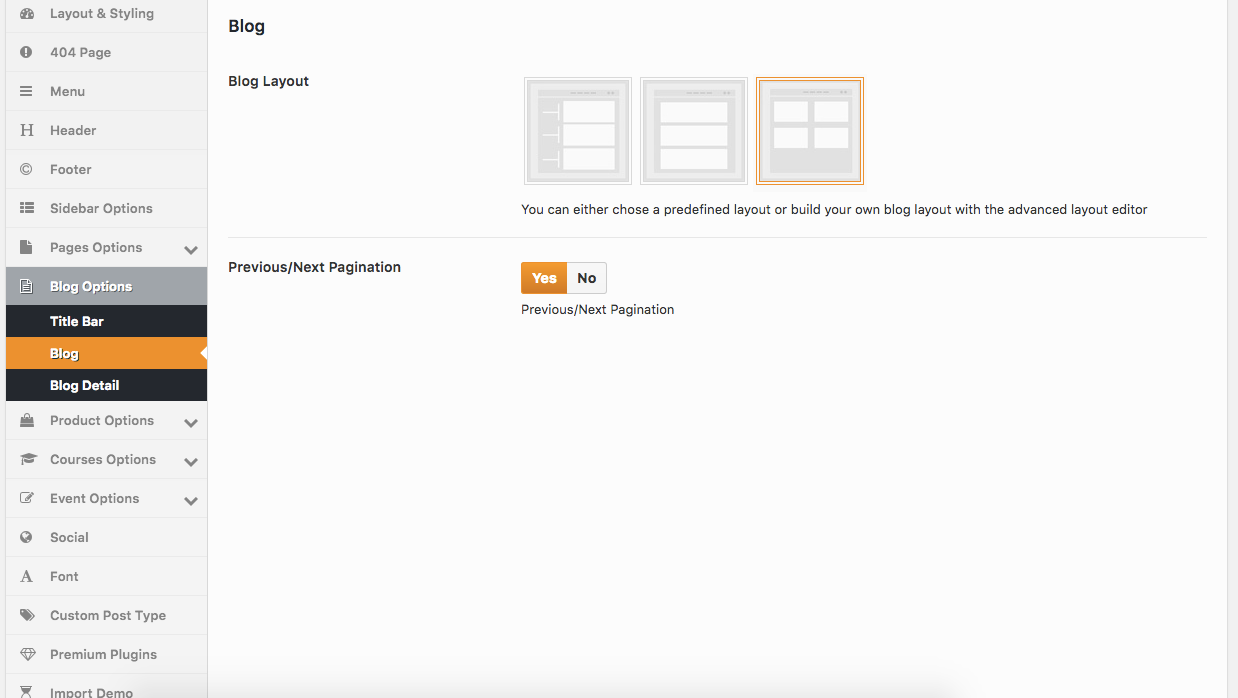 Layout & Styling
404 Page
Menu
Header
Footer
Sidebar Options
Pages Options
Blog Options
Title Bar
Blog
Blog Detail
Product Options
Courses Options
Event Options
Social
Font
Custom Post Type
Premium Plugins
Import Demo
Blog
Blog Layout
You can either chose a predefined layout or build your own blog layout with the advanced layout editor
Previous/Next Pagination
Yes No
Previous/Next Pagination